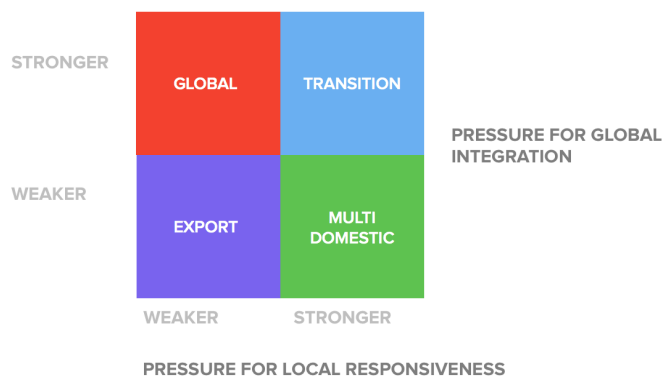 STRONGER
GLOBAL
TRANSITION
PRESSURE FOR GLOBAL
INTEGRATION
WEAKER
EXPORT
MULTI
DOMESTIC
WEAKER
STRONGER
PRESSURE FOR LOCAL RESPONSIVENESS